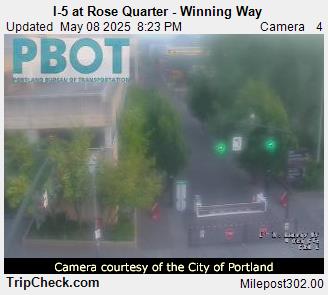 I-5 at Rose Quarter - Winning Way
Updated May 08 2025 8:23 PM Camera 4
PBOT
PORTLAND BUREAU OF TRANSPORTATION
Camera courtesy of the City of Portland
TripCheck.com Milepost302.00